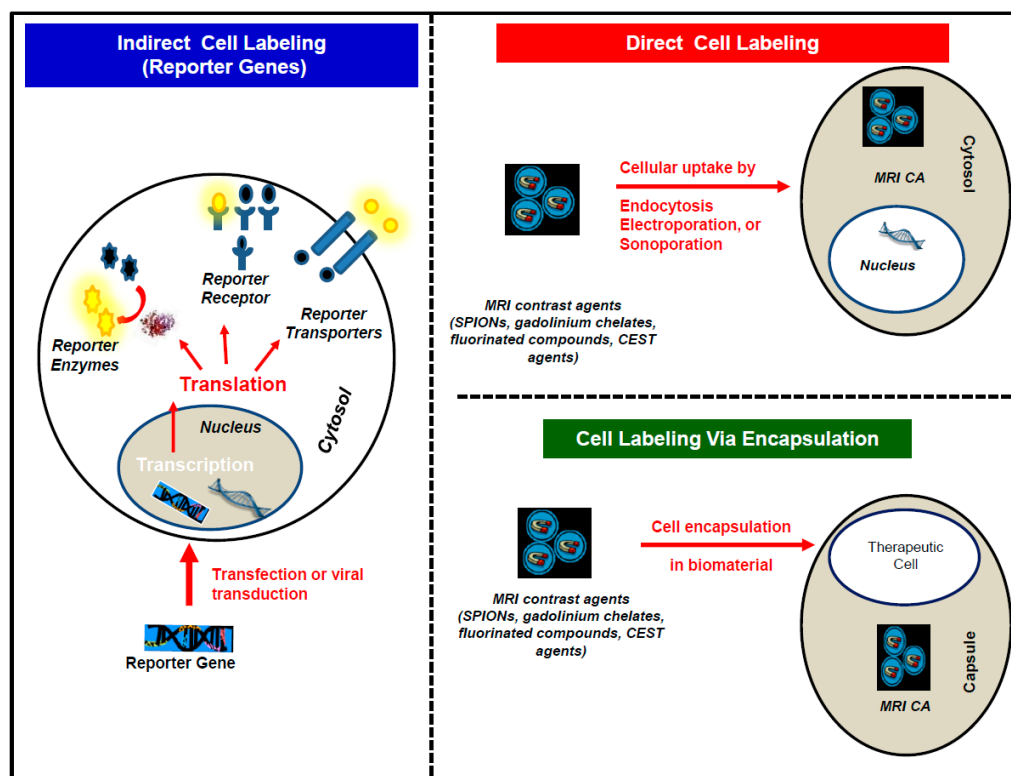 Indirect Cell Labeling
(Reporter Genes)
Reporter
Receptor
Reporter
Transporters
Reporter
Enzymes
Translation
Nucleus
Cytosol
Transcription
Transfection or viral
transduction
Reporter Gene
Direct Cell Labeling
Cellular uptake by
Endocytosis
Electroporation, or
Sonoporation
MRI contrast agents
(SPIONs, gadolinium chelates,
fluorinated compounds, CEST
agents)
MRI CA
Cytosol
Nucleus
Cell Labeling Via Encapsulation
Cell encapsulation
in biomaterial
MRI contrast agents
(SPIONs, gadolinium chelates,
fluorinated compounds, CEST
agents)
Therapeutic
Cell
MRI CA
Capsule